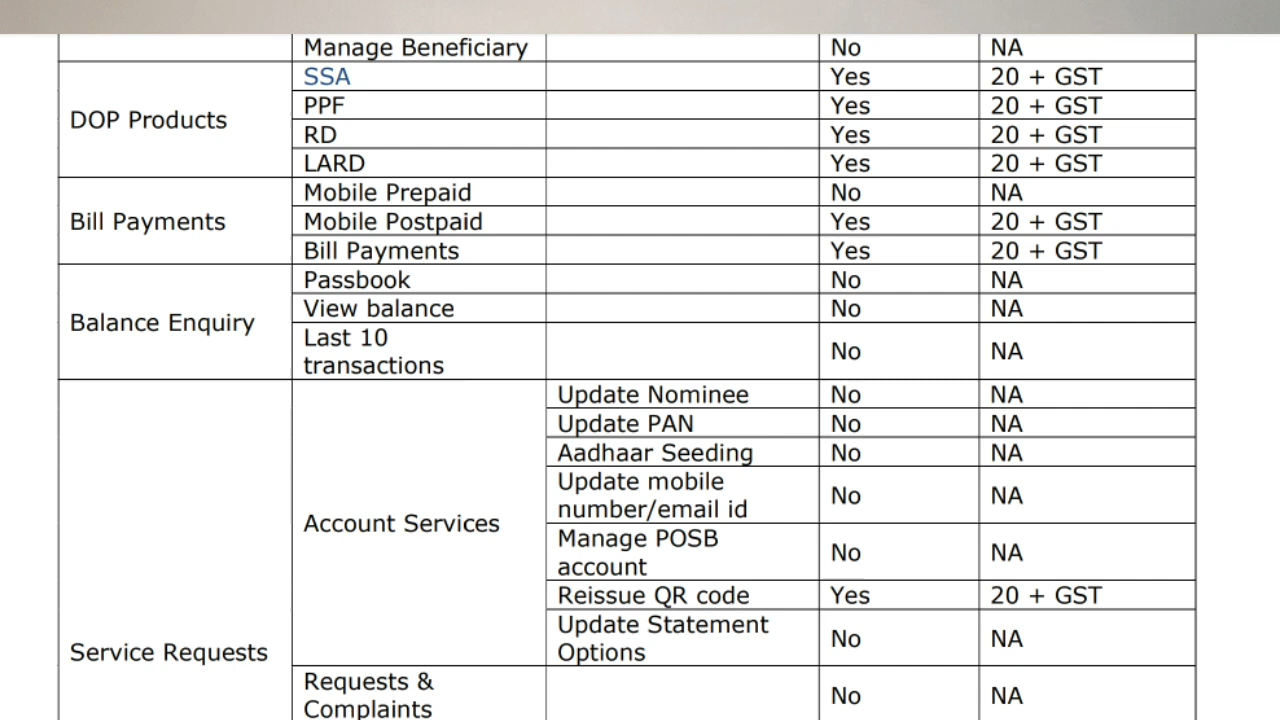 Manage Beneficiary No NA
DOP Products
SSA Yes 20 + GST
PPF Yes 20 + GST
RD Yes 20 + GST
LARD Yes 20 + GST
Bill Payments
Mobile Prepaid No NA
Mobile Postpaid Yes 20 + GST
Bill Payments Yes 20 + GST
Balance Enquiry
Passbook No NA
View balance No NA
Last 10
transactions
No NA
Service Requests
Account Services
Update Nominee No NA
Update PAN No NA
Aadhaar Seeding No NA
Update mobile
number/email id
No NA
Manage POSB
account
No NA
Reissue QR code Yes 20 + GST
Update Statement
Options
No NA
Requests &
Complaints
No NA